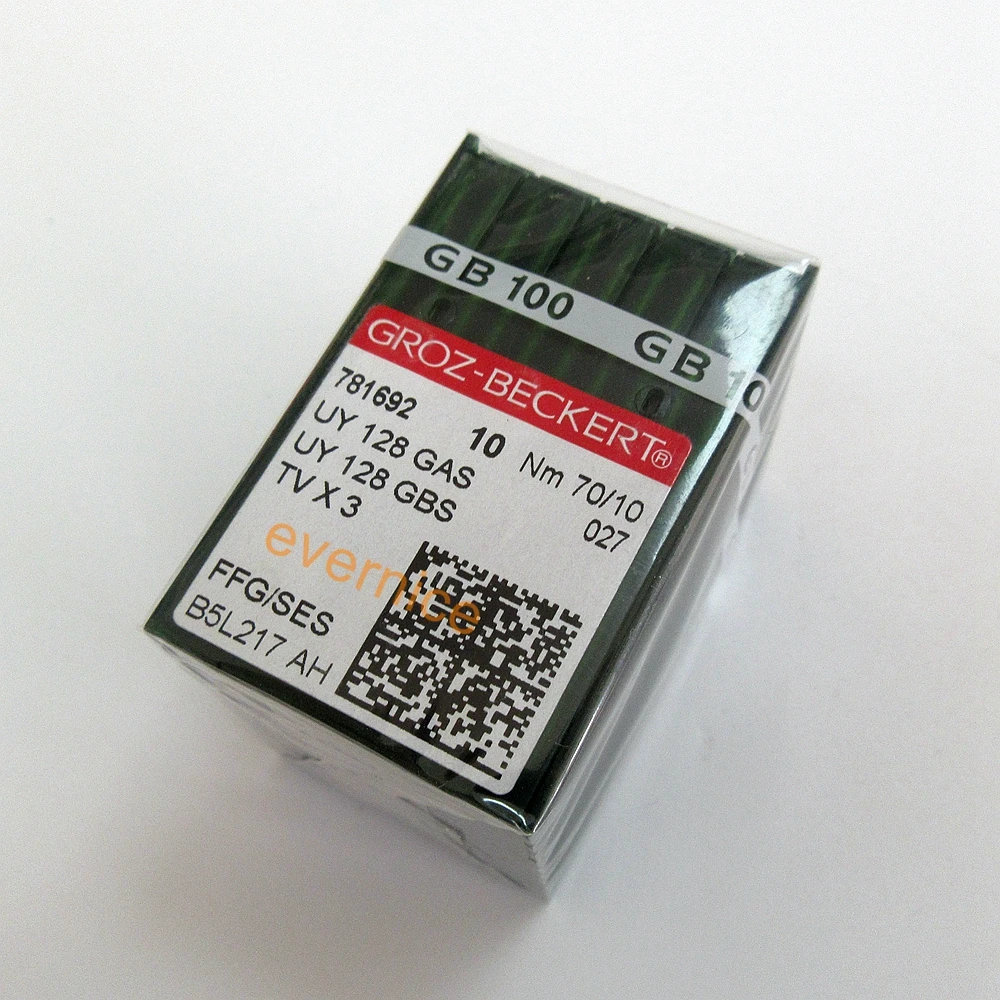 GB 100 GB 10
GROZ-BECKERT®
781692 10 Nm 70/10
UY 128 GAS 027
UY 128 GBS
TV X 3
evernice
FFG/SES
B5L217 AH